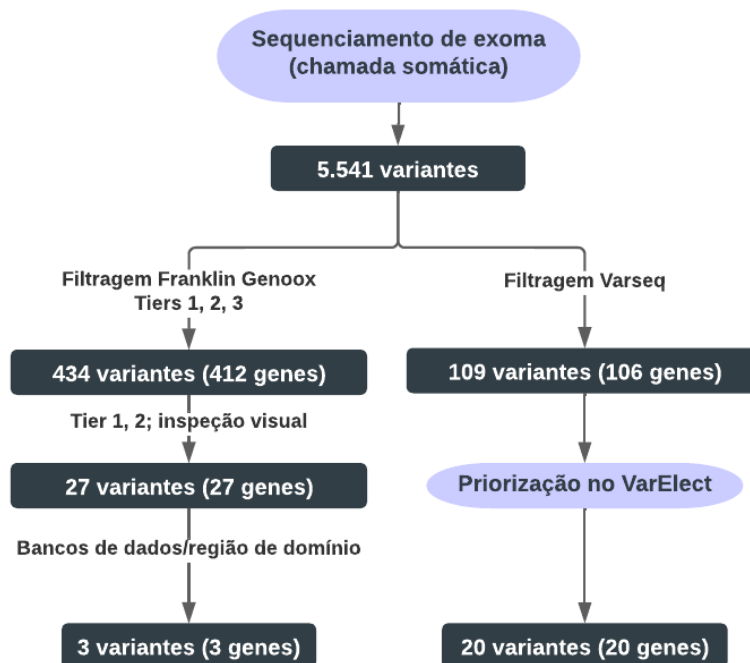 Sequenciamento de exoma
(chamada somática)
5.541 variantes
Filtragem Franklin Genoox
Tiers 1, 2, 3
Filtragem Varseq
434 variantes (412 genes)
109 variantes (106 genes)
Tier 1, 2; inspeção visual
27 variantes (27 genes)
Priorização no VarElect
Bancos de dados/região de domínio
3 variantes (3 genes)
20 variantes (20 genes)